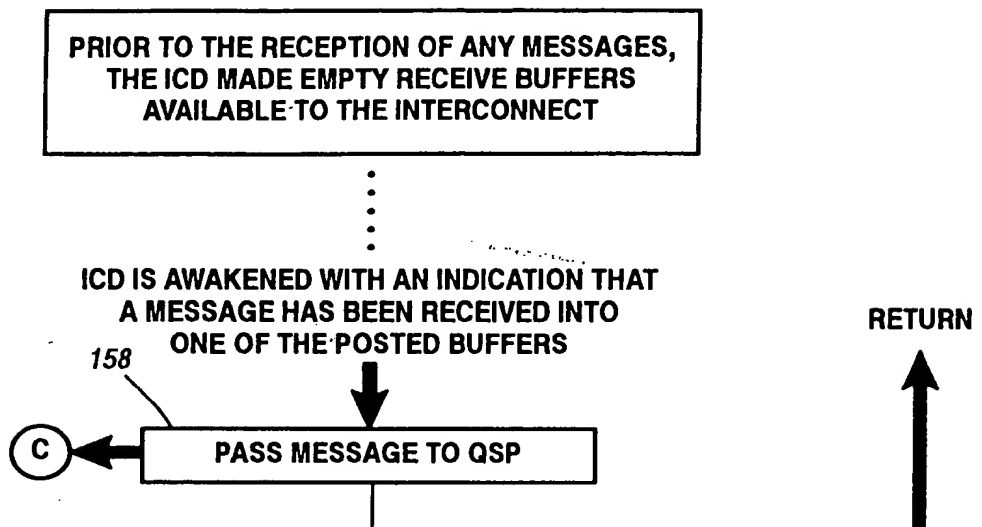 PRIOR TO THE RECEPTION OF ANY MESSAGES,
THE ICD MADE EMPTY RECEIVE BUFFERS
AVAILABLE TO THE INTERCONNECT
ICD IS AWAKENED WITH AN INDICATION THAT
A MESSAGE HAS BEEN RECEIVED INTO
ONE OF THE POSTED BUFFERS
RETURN
158
C
PASS MESSAGE TO QSP